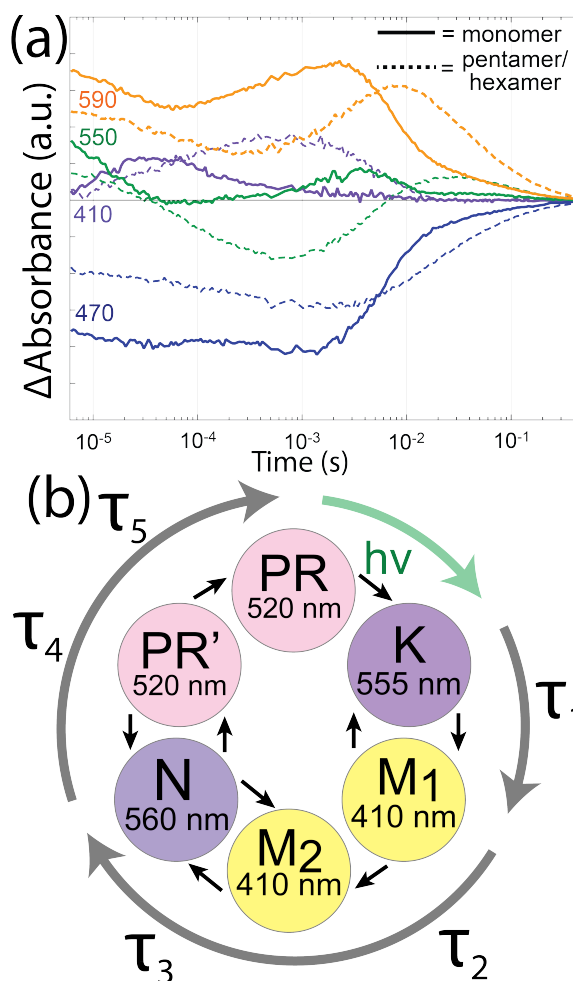 (a)
= monomer
= pentamer/
hexamer
590
550
410
470
ΔAbsorbance (a.u.)
10-5
10-4
10-3
10-2
10-1
Time (s)
(b)
τ5
hν
PR
520 nm
τ4
PR’
520 nm
K
555 nm
τ1
N
560 nm
M1
410 nm
M2
410 nm
τ3
τ2